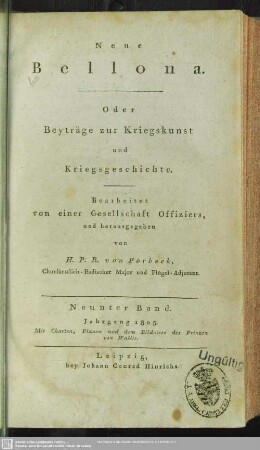 Neue
Bellona.
Oder
Beyträge zur Kriegskunst
und
Kriegsgeschichte.
Bearbeitet
von einer Gesellschaft Offiziers,
und herausgegeben
von
H. P. R. von Porbeck,
Churfürstlich-Badischer Major und Flügel-Adjutant.
Neunter Band.
Jahrgang 1805.
Mit Charten, Planen und dem Bildnisse des Prinzen
von Wallis.
Leipzig,
bey Johann Conrad Hinrichs
Ungültig